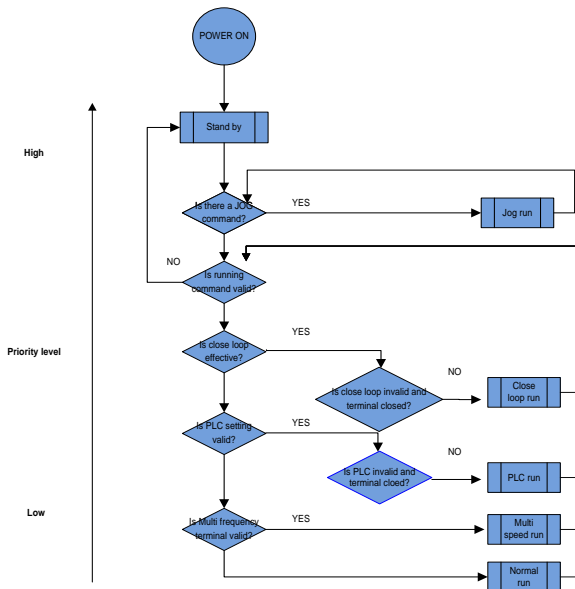 POWER ON
Stand by
High
Is there a JOG
command?
YES
Jog run
NO
Is running
command valid?
Priority level
Is close loop
effective?
YES
Is close loop invalid and
terminal closed?
NO
Close
loop run
Is PLC setting
valid?
YES
Is PLC invalid and
terminal cloed?
NO
PLC run
Low
Is Multi frequency
terminal valid?
YES
Multi
speed run
Normal
run